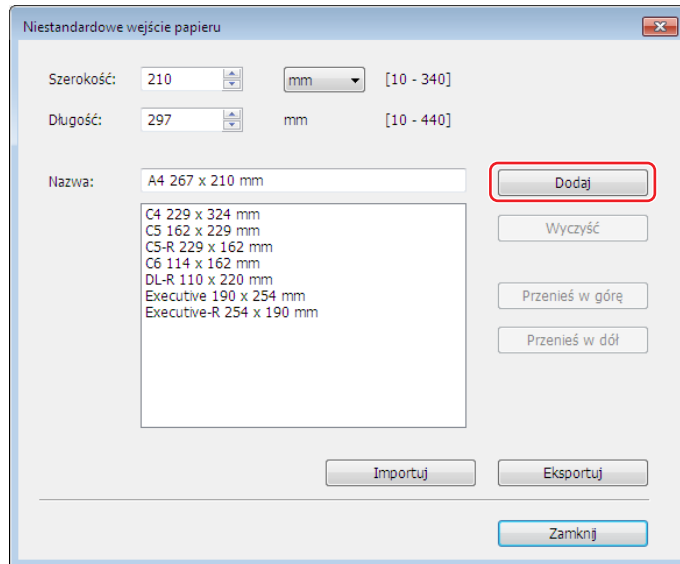 Niestandardowe wejście papieru
Szerokość: 210 mm [10 - 340]
Długość: 297 mm [10 - 440]
Nazwa: A4 267 x 210 mm Dodaj
C4 229 x 324 mm
C5 162 x 229 mm
C5-R 229 x 162 mm
C6 114 x 162 mm
DL-R 110 x 220 mm
Executive 190 x 254 mm
Executive-R 254 x 190 mm
Wyczyść
Przenieś w górę
Przenieś w dół
Importuj Eksportuj
Zamknij